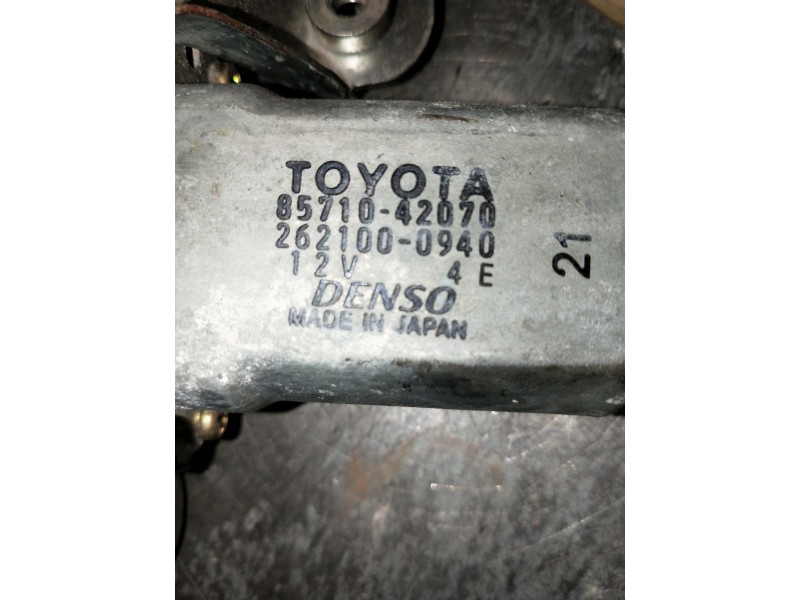 TOYOTA
85710-42070
262100-0940
12V 4E
DENSO
MADE IN JAPAN
21